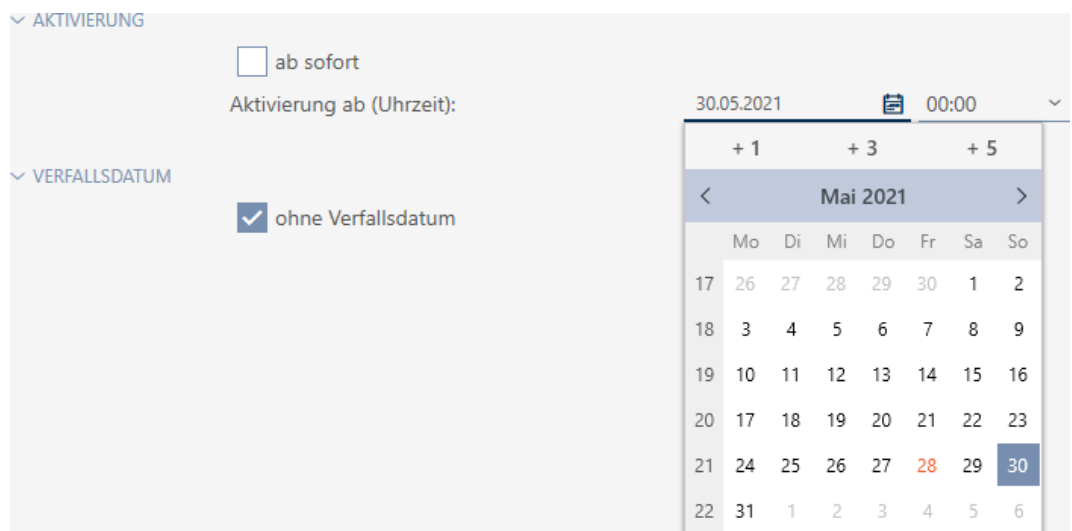 AKTIVIERUNG
ab sofort
Aktivierung ab (Uhrzeit): 30.05.2021 00:00
+ 1 + 3 + 5
VERFALLSDATUM
Mai 2021
ohne Verfallsdatum
Mo Di Mi Do Fr Sa So
17 26 27 28 29 30 1 2
18 3 4 5 6 7 8 9
19 10 11 12 13 14 15 16
20 17 18 19 20 21 22 23
21 24 25 26 27 28 29 30
22 31 1 2 3 4 5 6